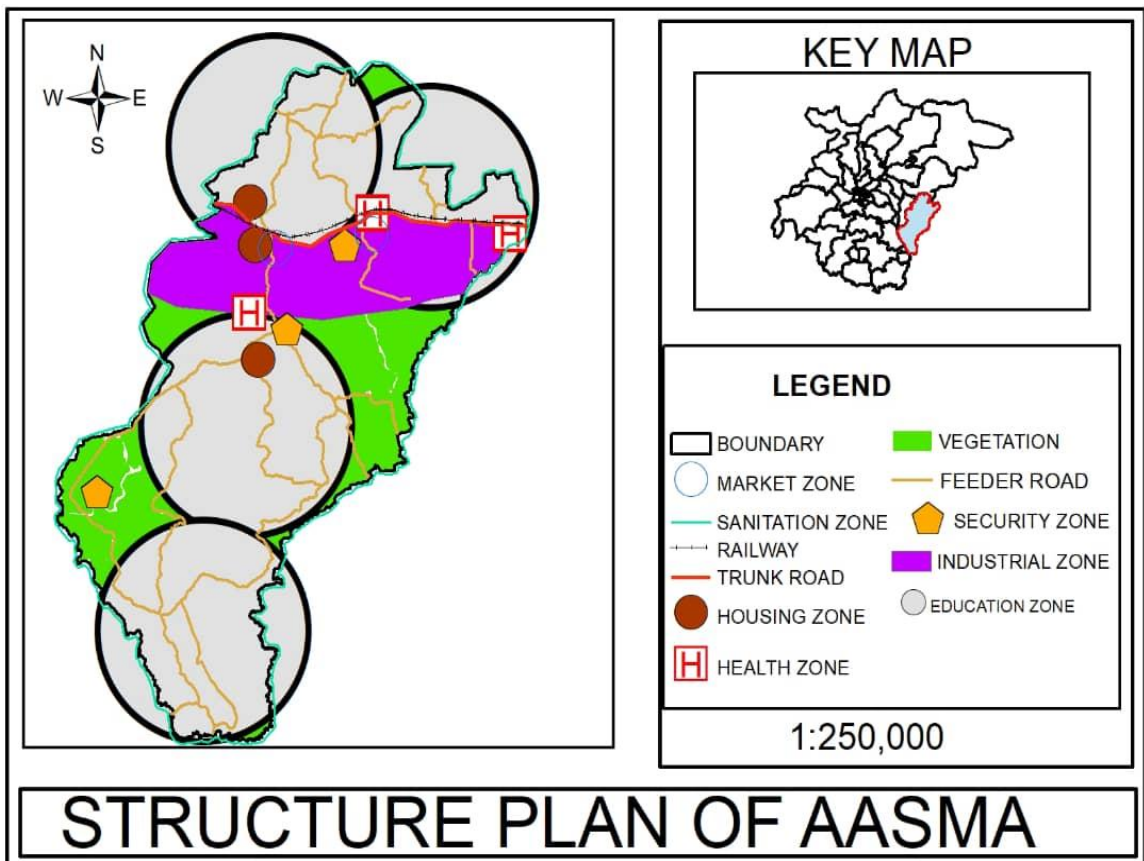 N
W E
S
H
H
H
KEY MAP
LEGEND
BOUNDARY
MARKET ZONE
SANITATION ZONE
RAILWAY
TRUNK ROAD
HOUSING ZONE
H HEALTH ZONE
VEGETATION
FEEDER ROAD
SECURITY ZONE
INDUSTRIAL ZONE
EDUCATION ZONE
1:250,000
STRUCTURE PLAN OF AASMA